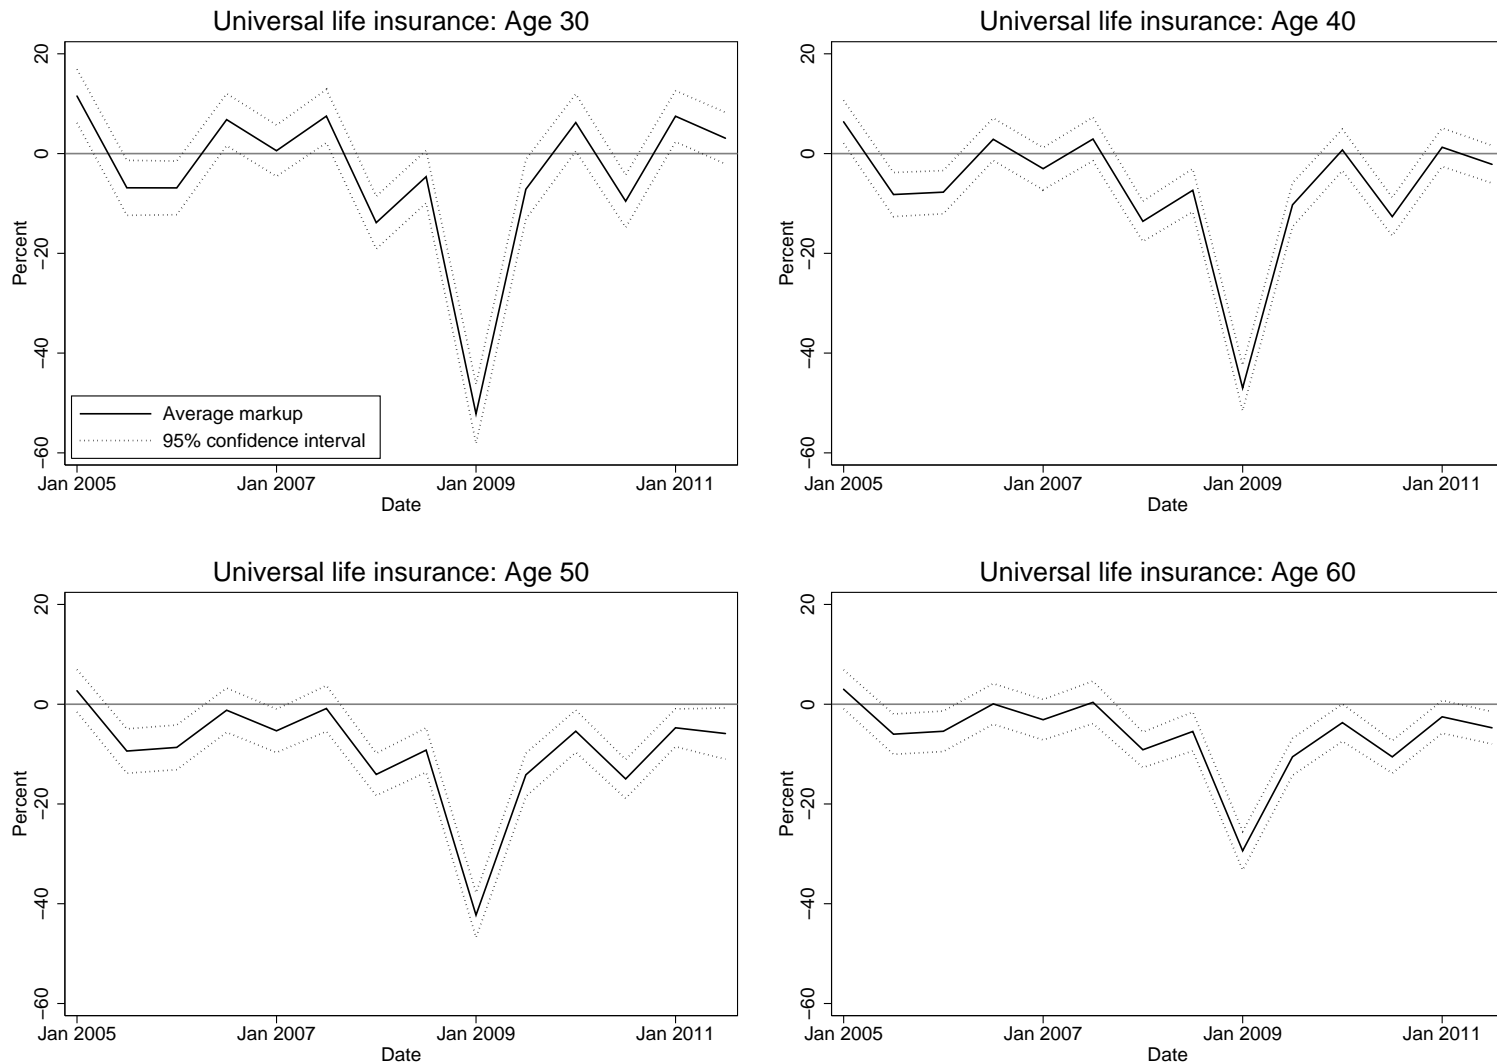 Universal life insurance: Age 30
20
0
−20
−40
−60
Percent
Average markup
95% confidence interval
Jan 2005 Jan 2007 Jan 2009 Jan 2011
Date
Universal life insurance: Age 40
20
0
−20
−40
−60
Percent
Jan 2005 Jan 2007 Jan 2009 Jan 2011
Date
Universal life insurance: Age 50
20
0
−20
−40
−60
Percent
Jan 2005 Jan 2007 Jan 2009 Jan 2011
Date
Universal life insurance: Age 60
20
0
−20
−40
−60
Percent
Jan 2005 Jan 2007 Jan 2009 Jan 2011
Date